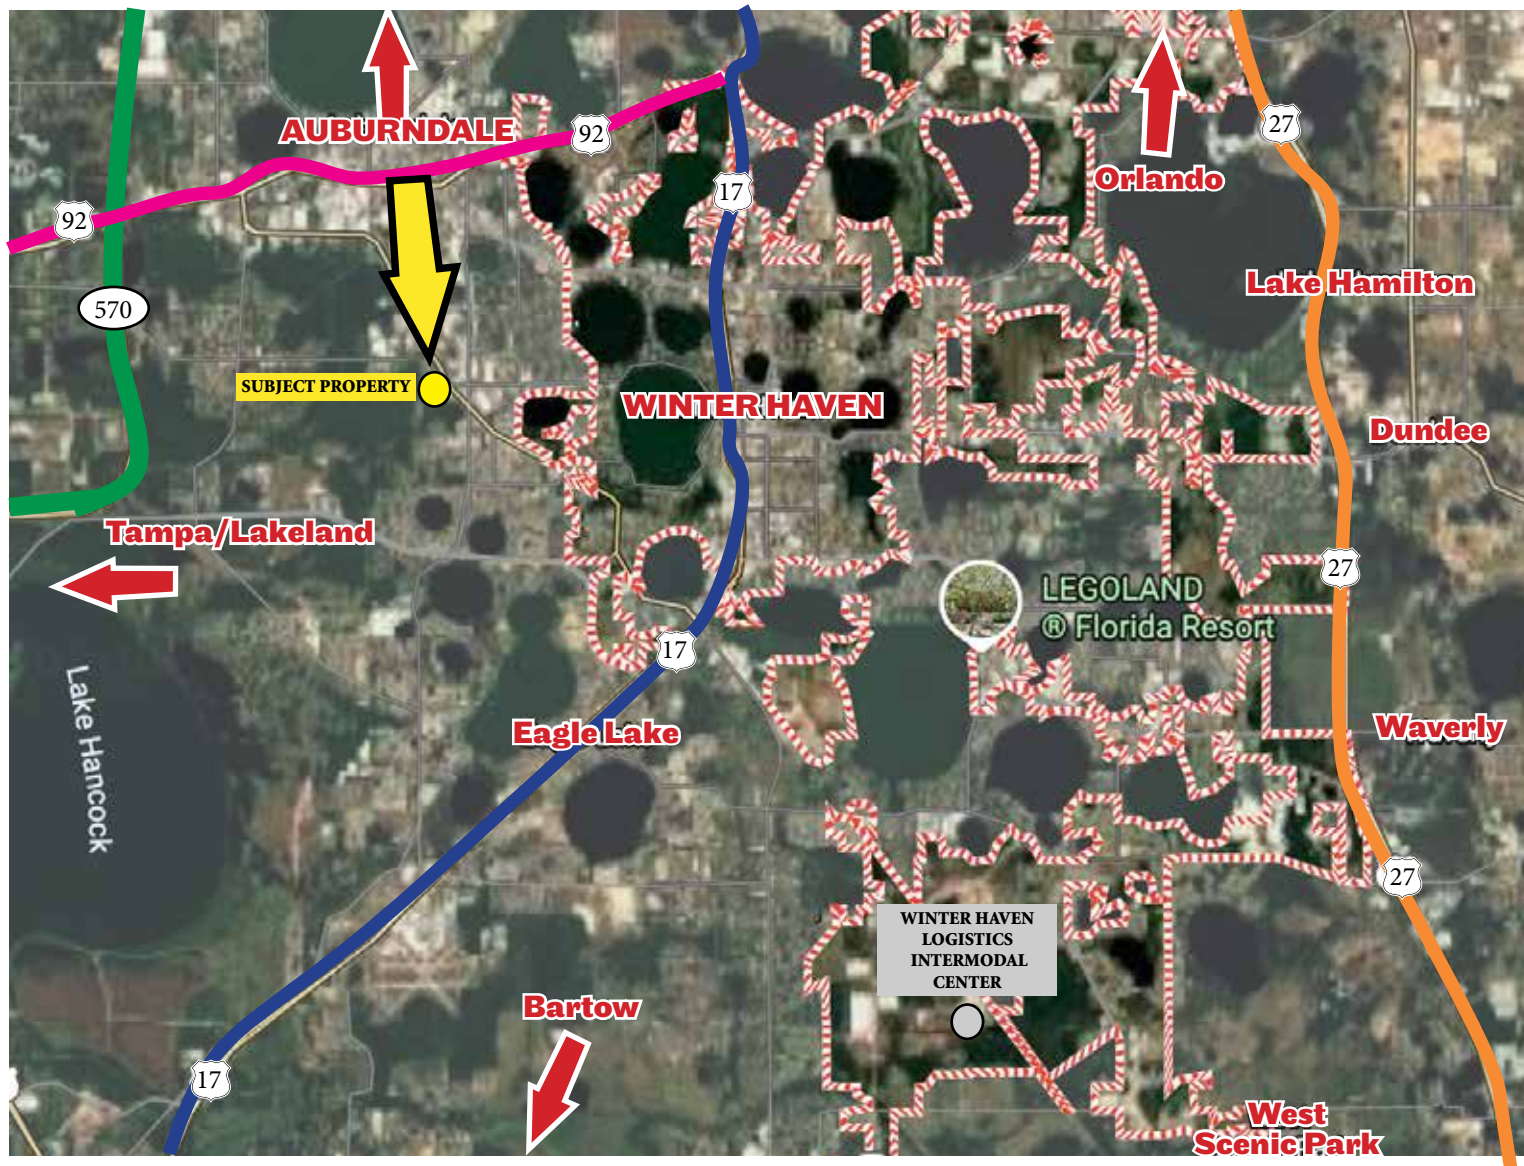 AUBURNDALE
92
27
Orlando
17
92
570
Lake Hamilton
SUBJECT PROPERTY
WINTER HAVEN
Dundee
Tampa/Lakeland
27
LEGOLAND
® Florida Resort
17
Lake Hancock
Eagle Lake
Waverly
27
WINTER HAVEN
LOGISTICS
INTERMODAL
CENTER
Bartow
17
West
Scenic Park